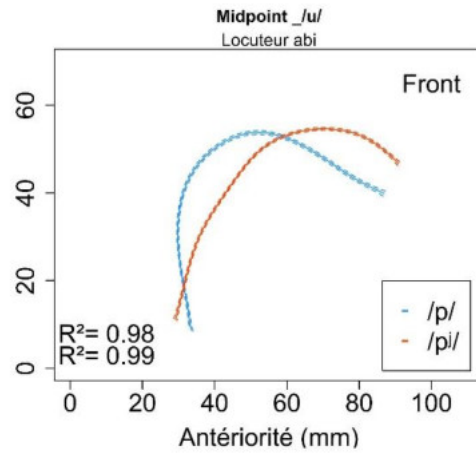 Midpoint _/u/
Locuteur abi
Front
60
40
20
0
R²= 0.98
R²= 0.99
/p/
/pʲ/
0 20 40 60 80 100
Antériorité (mm)